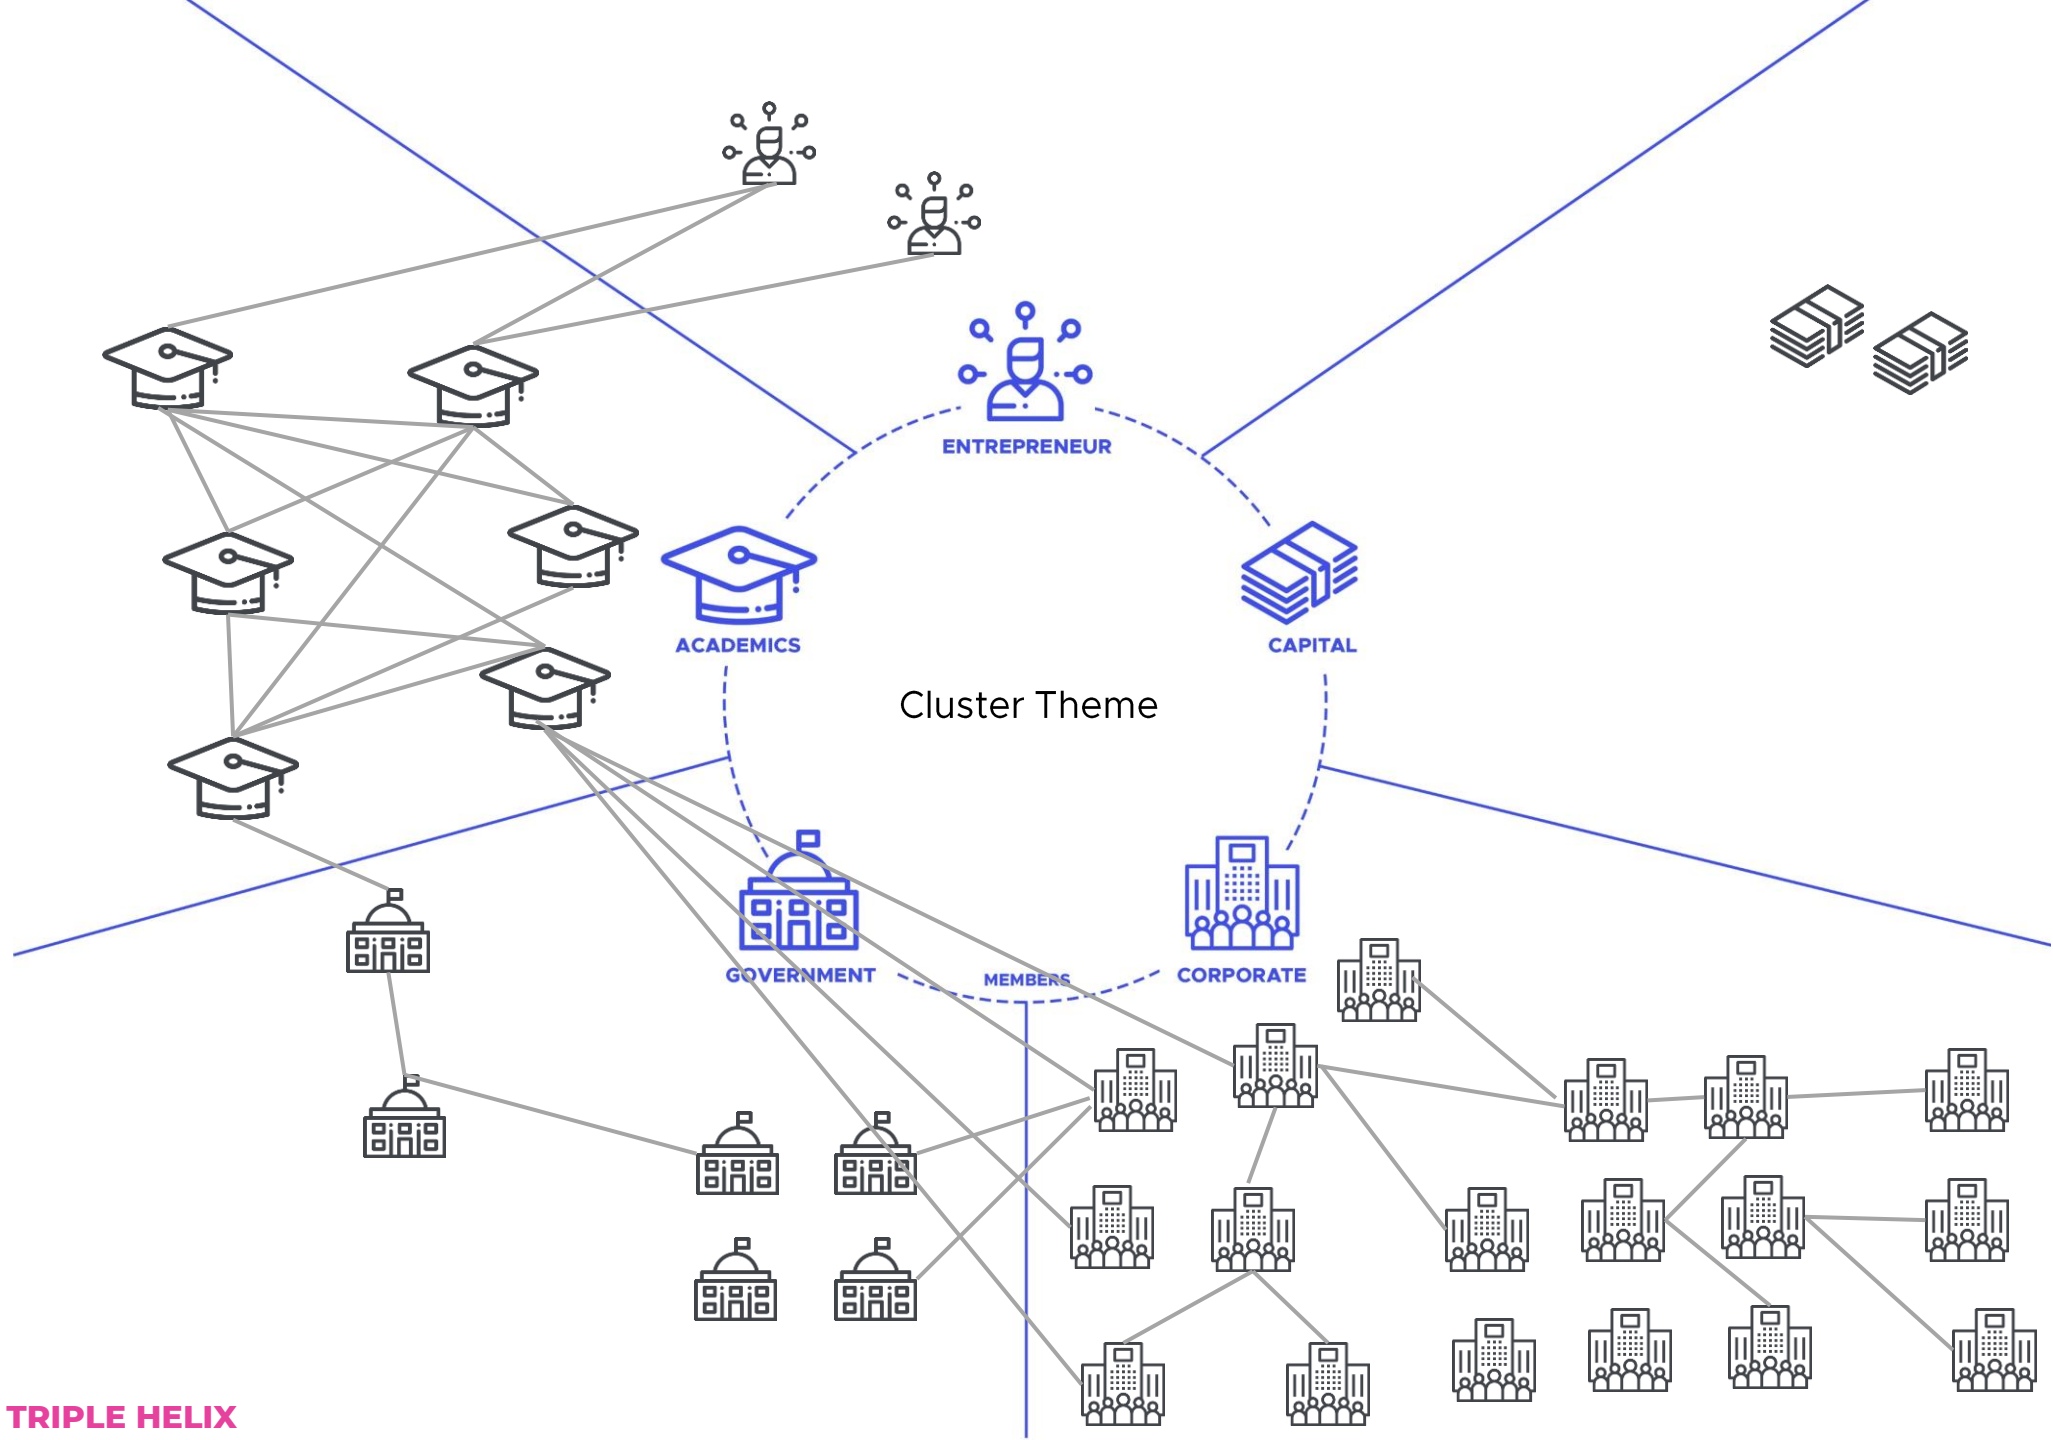 ENTREPRENEUR
ACADEMICS
CAPITAL
Cluster Theme
GOVERNMENT
MEMBERS
CORPORATE
TRIPLE HELIX